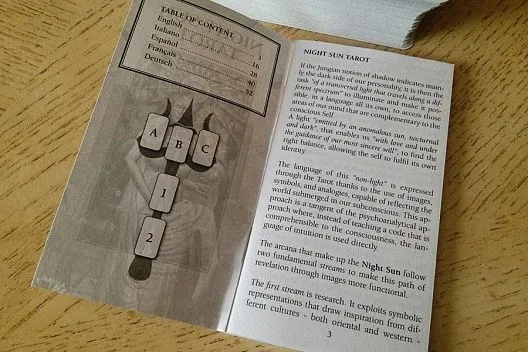 TABLE OF CONTENT
English 3
Italiano 16
Español 28
Français 40
Deutsch 52
A B C
1
2
NIGHT SUN TAROT
If the Jungian notion of shadow indicates main-
ly the dark side of our personality, it is then the
task "of a transversal light that travels along a dif-
ferent spectrum" to illuminate and make is pos-
sible, in a language all its own, to access those
areas of our mind that are complementary to the
conscious Self.
A light "emitted by an anomalous sun, nocturnal
and dark", that enables us "with love and under
the guidance of our most sincere will", to find the
right balance, allowing the self to fulfil its own
identity
The language of this "non-light" is expressed
through the Tarot thanks to the use of images,
symbols, and analogies, capable of reflecting the
world submerged in our subconscious. This ap-
proach is a tangent of the psychoanalytical ap-
proach where, instead of teaching a code that is
comprehensible to the consciousness, the lan-
guage of intuition is used directly.
The arcana that make up the Night Sun follow
two fundamental streams to make this path of
revelation through images more functional.
The first stream is research. It exploits symbolic
representations that draw inspiration from dif-
ferent cultures - both oriental and western -
3